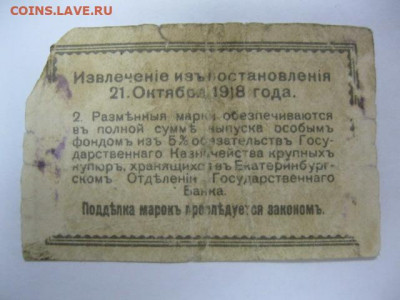 COINS.LAVE.RU
Извлеченіе изъ постановленія
21. Октября 1918 года.
2. Размѣнныя марки обезпечиваются
въ полной суммѣ выпуска особымъ
фондомъ изъ 5% обязательствъ Госу-
дарственнаго Казначейства крупныхъ
купюръ, хранящихся въ Екатеринбург-
скомъ Отдѣленіи Государственнаго
Банка.
Поддѣлка марокъ преслѣдуется закономъ.